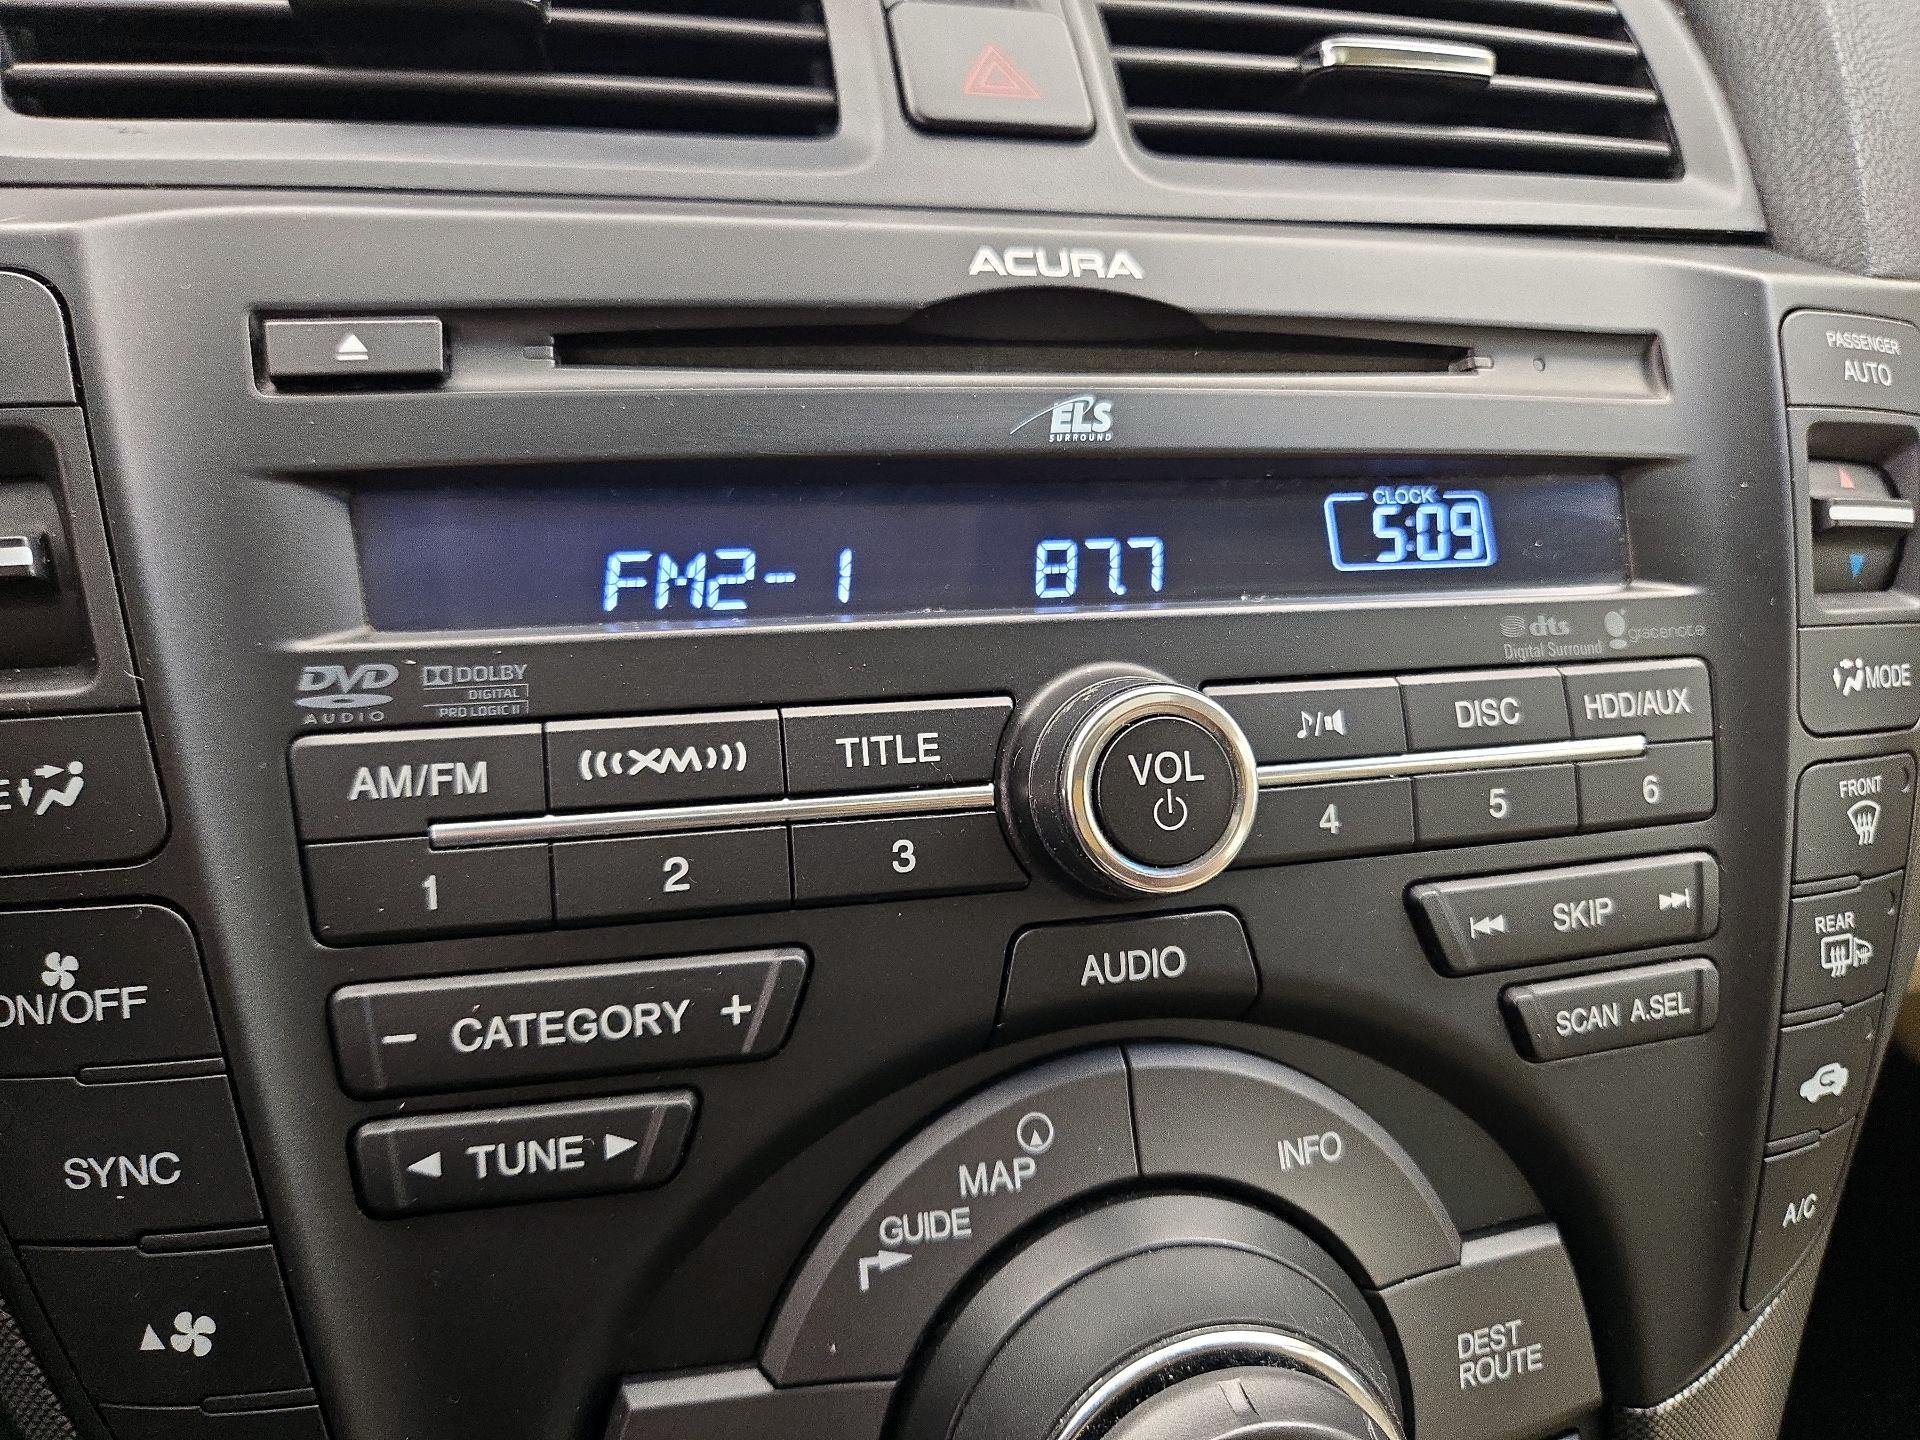 ACURA
PASSENGER
AUTO
ELS
SURROUND
CLOCK
5:09
FM2-1 87.7
dts
Digital Surround
gracenote
DVD
AUDIO
DOLBY
DIGITAL
PRO LOGIC II
MODE
AM/FM
XM
TITLE
VOL
DISC
HDD/AUX
1
2
3
4
5
6
FRONT
REAR
ON/OFF
SKIP
AUDIO
SCAN A.SEL
- CATEGORY +
TUNE
SYNC
MAP
GUIDE
INFO
A/C
DEST
ROUTE